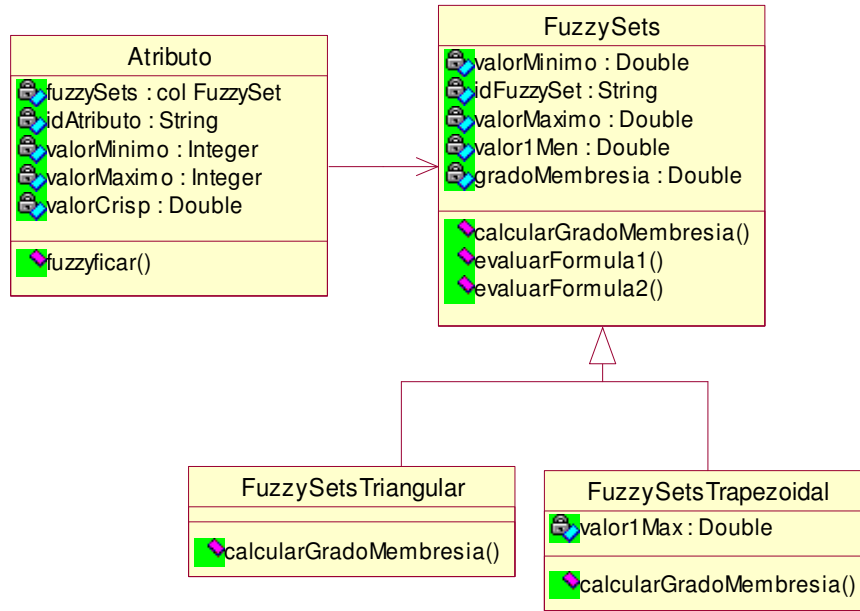 Atributo
fuzzySets : col FuzzySet
idAtributo : String
valorMinimo : Integer
valorMaximo : Integer
valorCrisp : Double
fuzzyficar()
FuzzySets
valorMinimo : Double
idFuzzySet : String
valorMaximo : Double
valor1Men : Double
gradoMembresia : Double
calcularGradoMembresia()
evaluarFormula1()
evaluarFormula2()
FuzzySetsTriangular
calcularGradoMembresia()
FuzzySetsTrapezoidal
valor1Max : Double
calcularGradoMembresia()